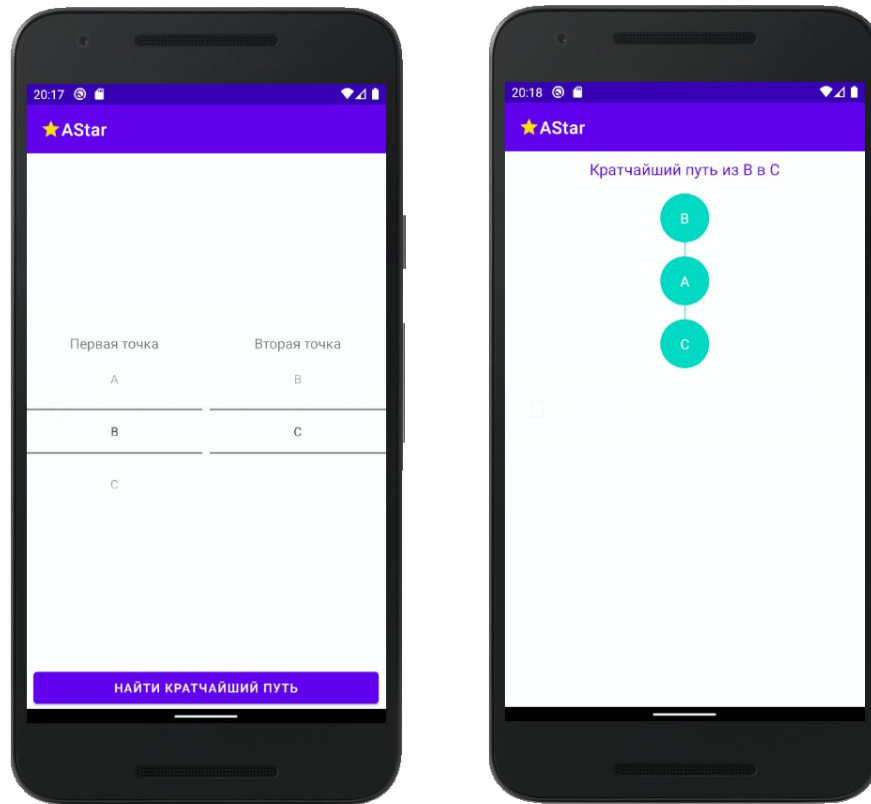 20:17
AStar
Первая точка Вторая точка
A B
B C
C
НАЙТИ КРАТЧАЙШИЙ ПУТЬ
20:18
AStar
Кратчайший путь из B в C
B
A
C